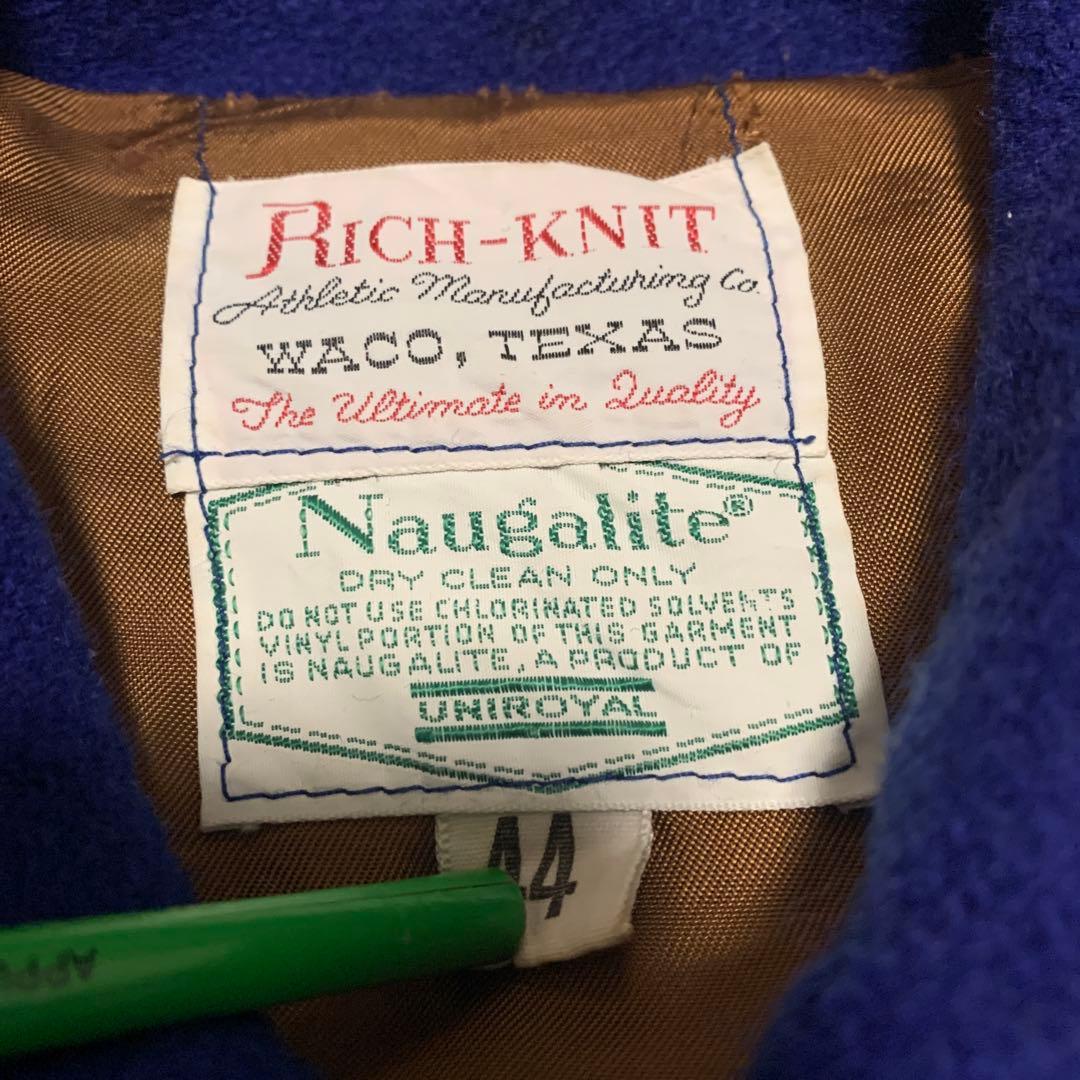 RICH-KNIT
Athletic Manufacturing Co.
WACO, TEXAS
The Ultimate in Quality
Naugalite®
DRY CLEAN ONLY
DO NOT USE CHLORINATED SOLVENTS
VINYL PORTION OF THIS GARMENT
IS NAUGALITE, A PRODUCT OF
UNIROYAL
44